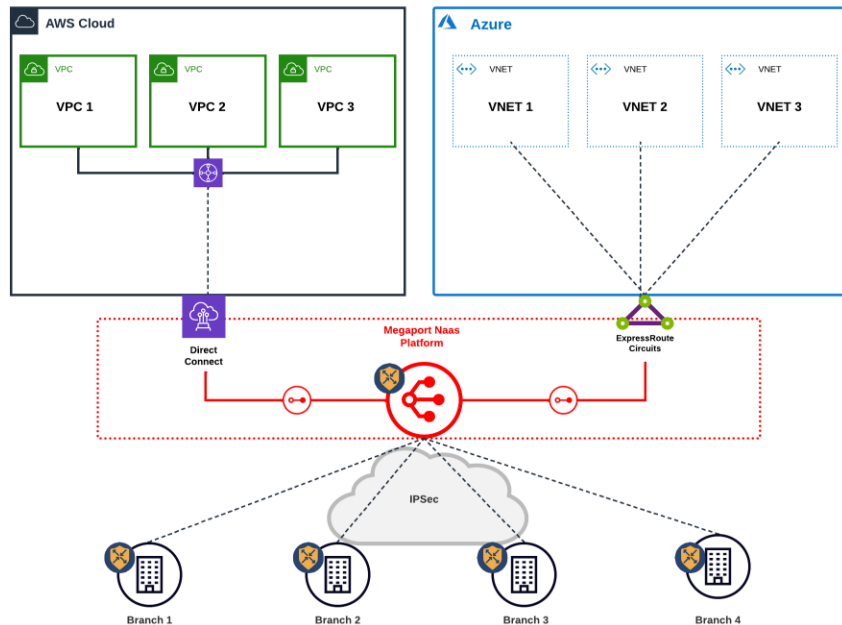 AWS Cloud
Azure
VPC
VPC
VPC
VNET
VNET
VNET
VPC 1
VPC 2
VPC 3
VNET 1
VNET 2
VNET 3
Megaport Naas
Platform
Direct
Connect
ExpressRoute
Circuits
IPSec
Branch 1
Branch 2
Branch 3
Branch 4